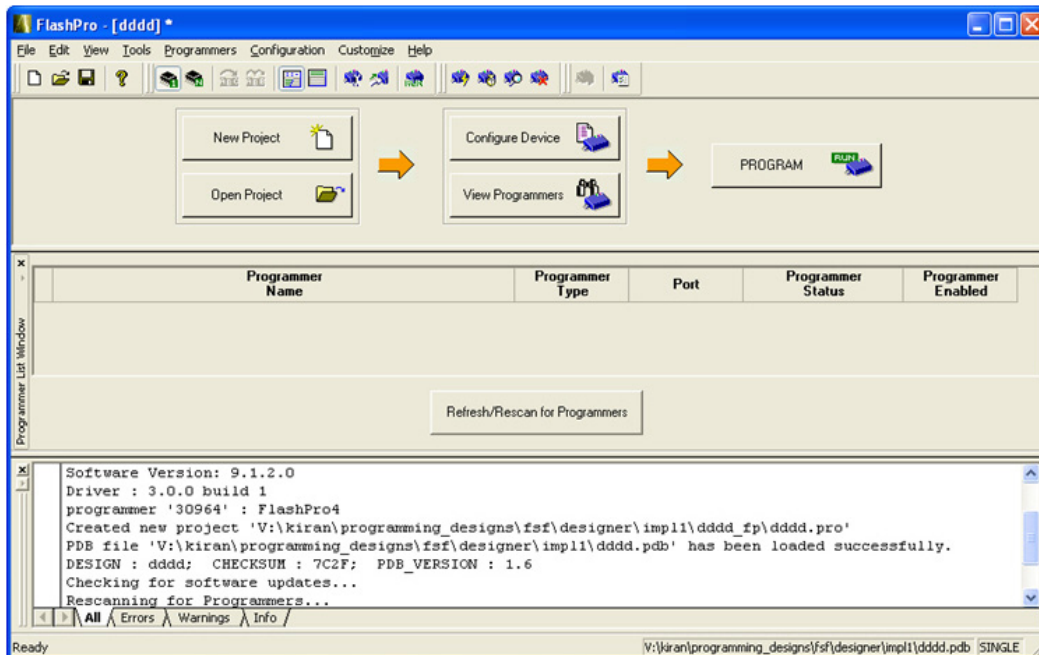 FlashPro - [dddd] *
File Edit View Tools Programmers Configuration Customize Help
New Project
Configure Device
PROGRAM
RUN
Open Project
View Programmers
Programmer List Window
Programmer Name
Programmer Type
Port
Programmer Status
Programmer Enabled
Refresh/Rescan for Programmers
Software Version: 9.1.2.0
Driver : 3.0.0 build 1
programmer '30964' : FlashPro4
Created new project 'V:\kiran\programming_designs\fsf\designer\impl1\dddd_fp\dddd.pro'
PDB file 'V:\kiran\programming_designs\fsf\designer\impl1\dddd.pdb' has been loaded successfully.
DESIGN : dddd; CHECKSUM : 7C2F; PDB_VERSION : 1.6
Checking for software updates...
Rescanning for Programmers...
All Errors Warnings Info
Ready
V:\kiran\programming_designs\fsf\designer\impl1\dddd.pdb SINGLE